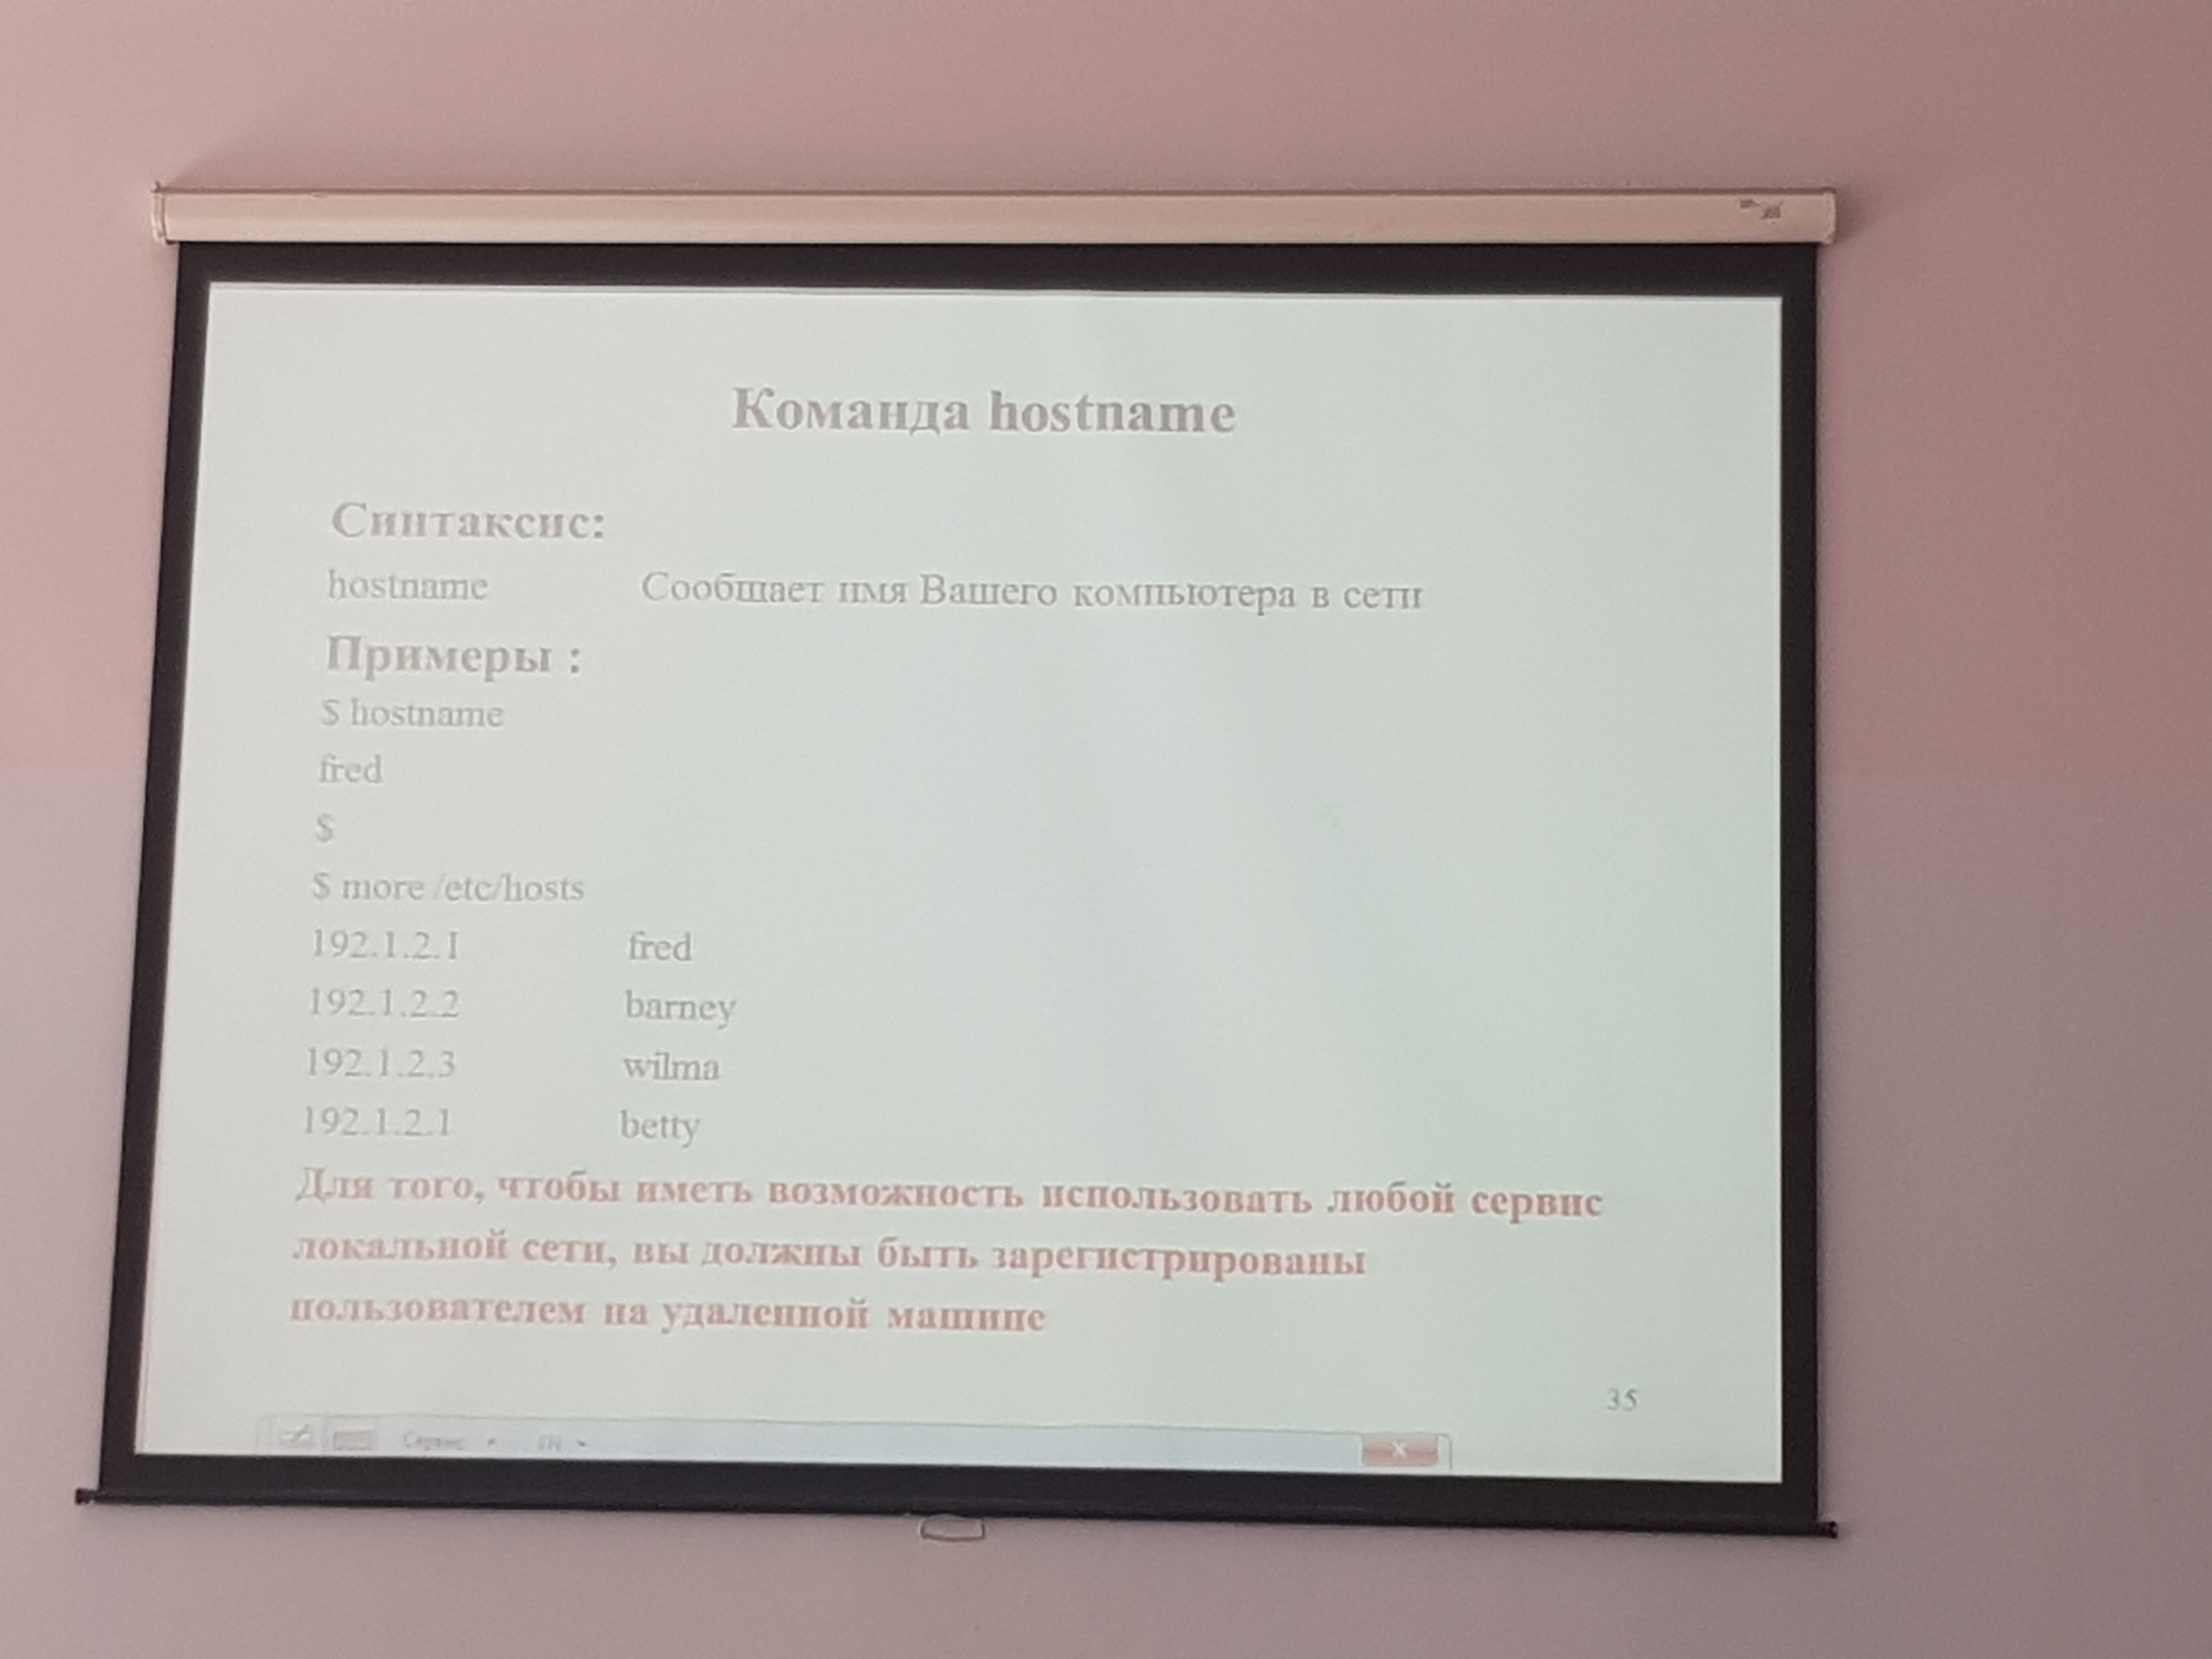 Команда hostname
Синтаксис:
hostname Сообщает имя Вашего компьютера в сети
Примеры :
$ hostname
fred
$
$ more /etc/hosts
192.1.2.1 fred
192.1.2.2 barney
192.1.2.3 wilma
192.1.2.1 betty
Для того, чтобы иметь возможность использовать любой сервис
локальной сети, вы должны быть зарегистрированы
пользователем на удаленной машине
35
Сервис EN